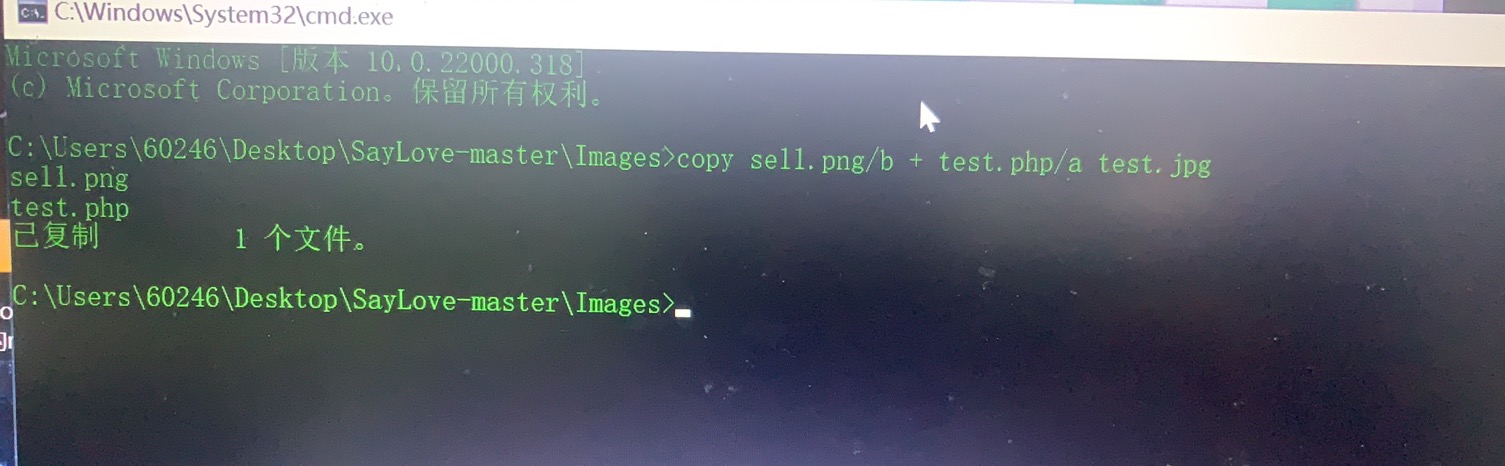 C:\Windows\System32\cmd.exe
Microsoft Windows [版本 10.0.22000.318]
(c) Microsoft Corporation。保留所有权利。
C:\Users\60246\Desktop\SayLove-master\Images>copy sell.png/b + test.php/a test.jpg
sell.png
test.php
已复制         1 个文件。
C:\Users\60246\Desktop\SayLove-master\Images>